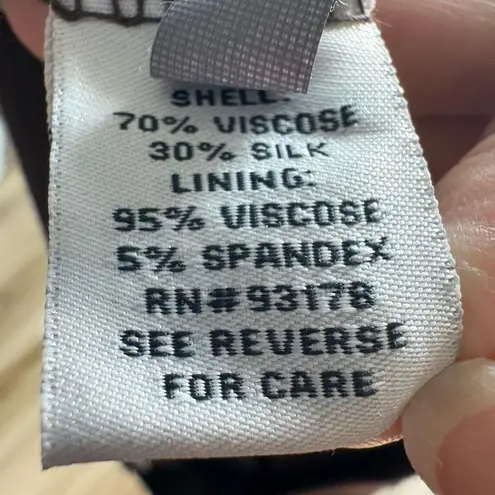 SHELL:
70% VISCOSE
30% SILK
LINING:
95% VISCOSE
5% SPANDEX
RN#93178
SEE REVERSE
FOR CARE